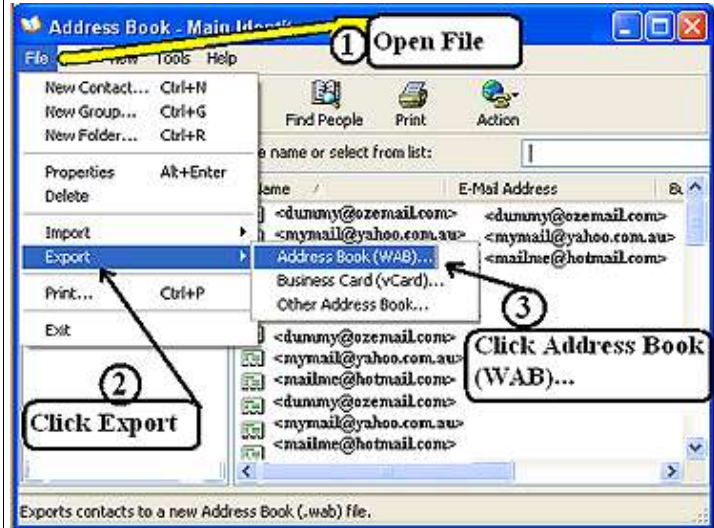 Address Book - Main
1
Open File
File
Tools Help
New Contact... Ctrl+N
New Group... Ctrl+G
New Folder... Ctrl+R
Properties Alt+Enter
Delete
Import
Export
Print... Ctrl+P
Exit
Find People Print Action
name or select from list:
E-Mail Address
<dummy@ozemail.com> <dummy@ozemail.com>
<mymail@yahoo.com.au> <mymail@yahoo.com.au>
<mailme@hotmail.com>
Address Book (WAB)...
Business Card (vCard)...
Other Address Book...
3
Click Address Book
(WAB)...
<dummy@ozemail.com>
<mymail@yahoo.com.au>
<mailme@hotmail.com>
<dummy@ozemail.com>
<mymail@yahoo.com.au>
<mailme@hotmail.com>
2
Click Export
Exports contacts to a new Address Book (.wab) file.